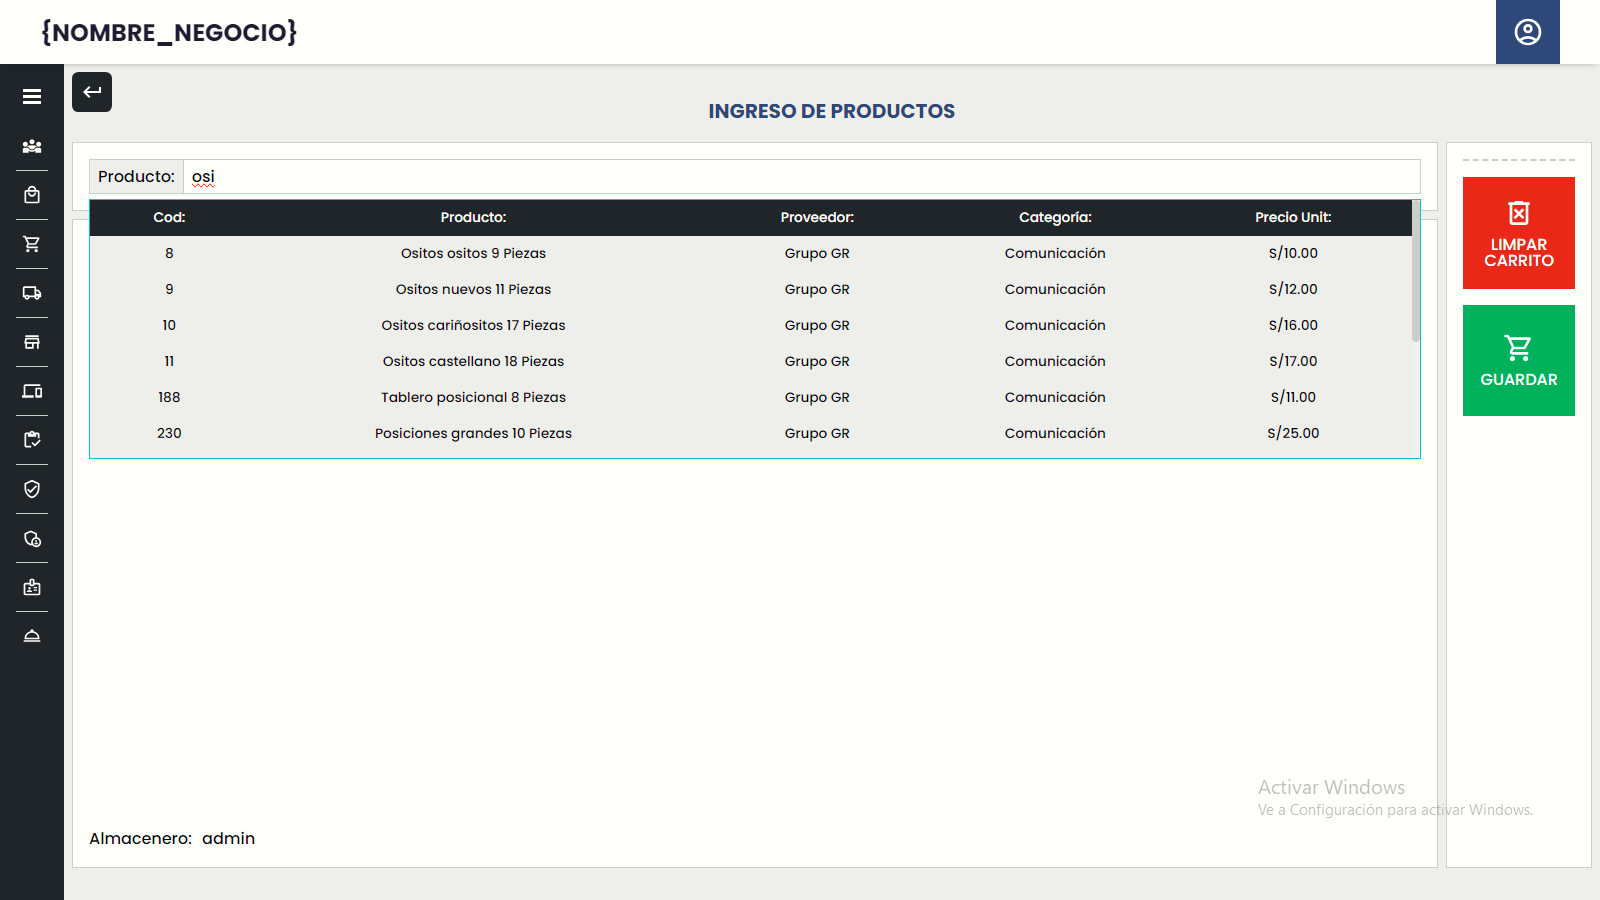 {NOMBRE_NEGOCIO}
INGRESO DE PRODUCTOS
Producto: osi
Cod: Producto: Proveedor: Categoría: Precio Unit:
8 Ositos ositos 9 Piezas Grupo GR Comunicación S/10.00
9 Ositos nuevos 11 Piezas Grupo GR Comunicación S/12.00
10 Ositos cariñositos 17 Piezas Grupo GR Comunicación S/16.00
11 Ositos castellano 18 Piezas Grupo GR Comunicación S/17.00
188 Tablero posicional 8 Piezas Grupo GR Comunicación S/11.00
230 Posiciones grandes 10 Piezas Grupo GR Comunicación S/25.00
LIMPAR
CARRITO
GUARDAR
Activar Windows
Ve a Configuración para activar Windows.
Almacenero: admin